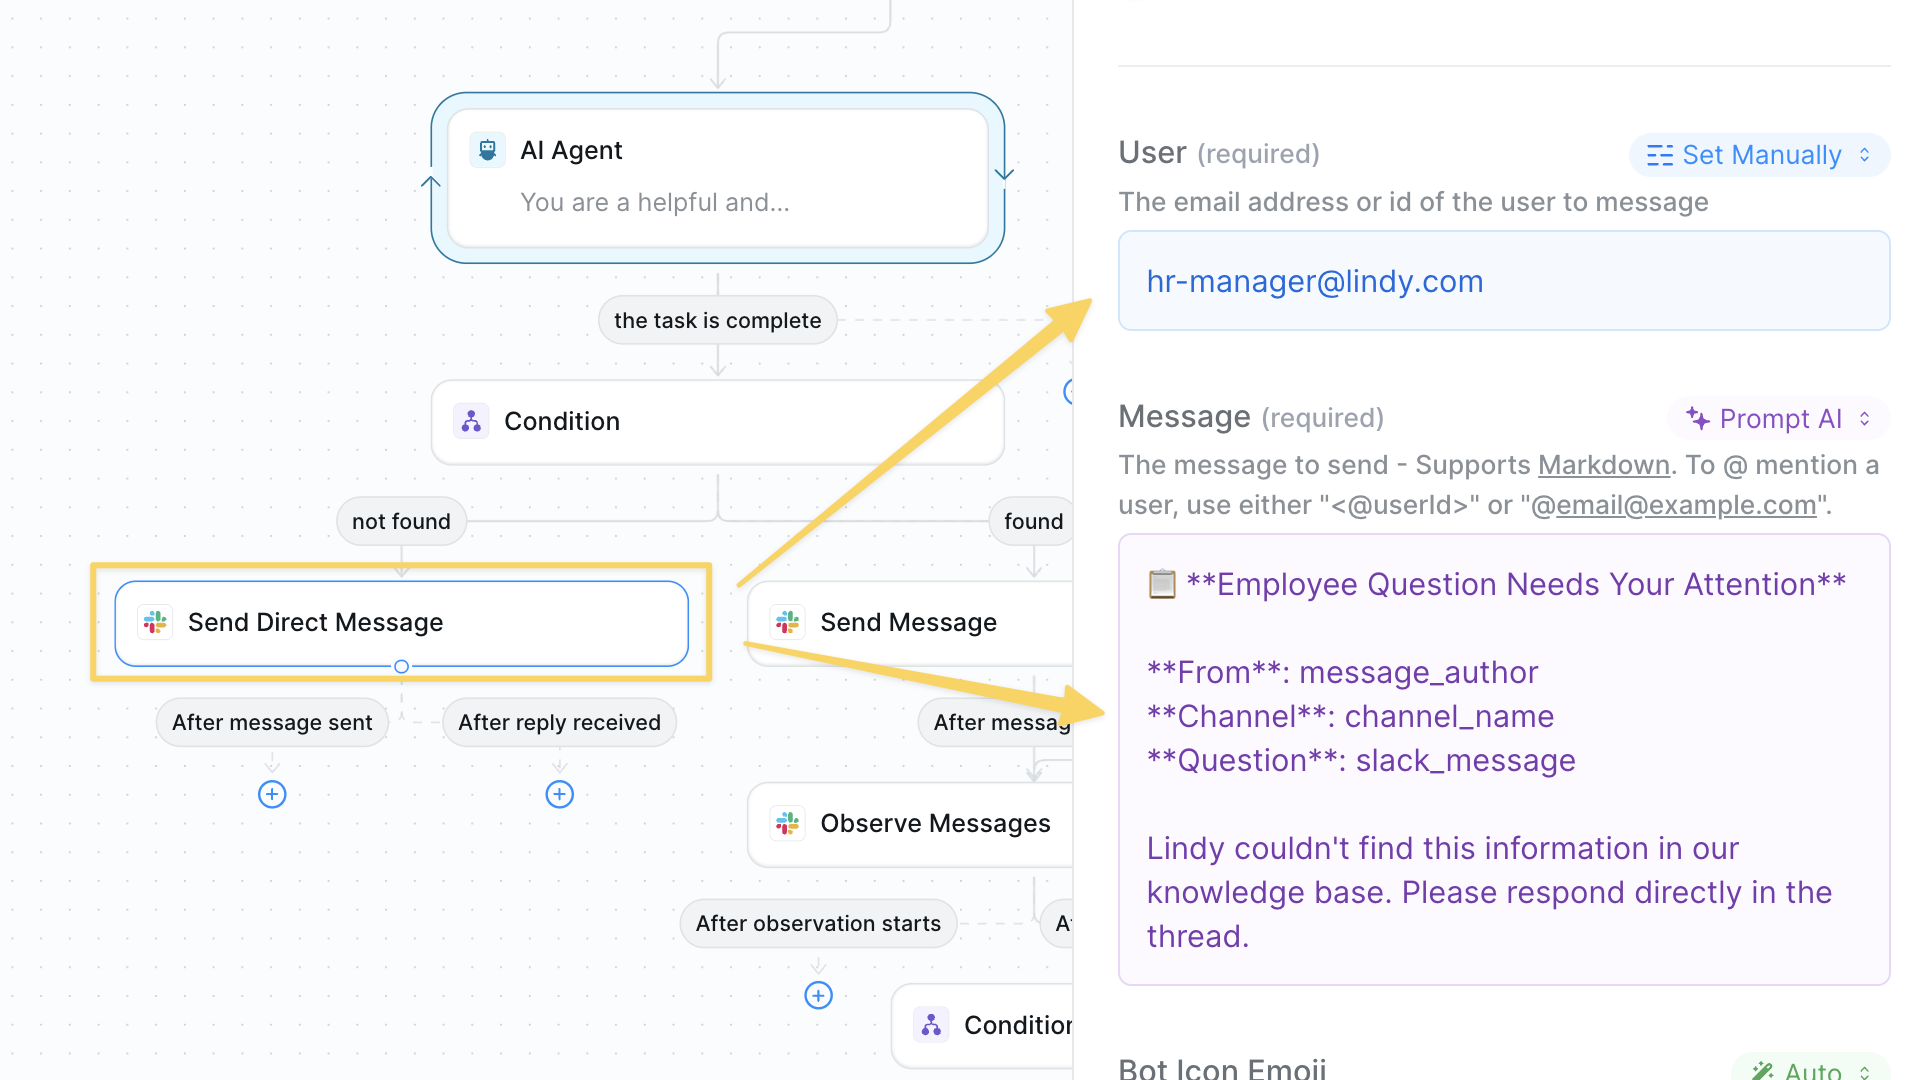 AI Agent
You are a helpful and...
the task is complete
Condition
not found
found
Send Direct Message
Send Message
After message sent
After reply received
After messag
Observe Messages
After observation starts
Condition
User (required)
Set Manually
The email address or id of the user to message
hr-manager@lindy.com
Message (required)
Prompt AI
The message to send - Supports Markdown. To @ mention a
user, use either "<@userId>" or "@email@example.com".
📋 **Employee Question Needs Your Attention**
**From**: message_author
**Channel**: channel_name
**Question**: slack_message
Lindy couldn't find this information in our
knowledge base. Please respond directly in the
thread.
Bot Icon Emoji
Auto